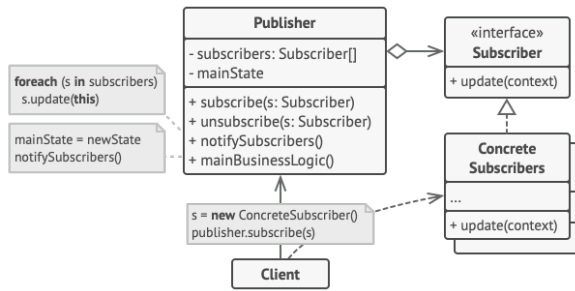 Publisher
- subscribers: Subscriber[]
- mainState
+ subscribe(s: Subscriber)
+ unsubscribe(s: Subscriber)
+ notifySubscribers()
+ mainBusinessLogic()
foreach (s in subscribers)
s.update(this)
mainState = newState
notifySubscribers()
«interface»
Subscriber
+ update(context)
Concrete
Subscribers
...
+ update(context)
s = new ConcreteSubscriber()
publisher.subscribe(s)
Client